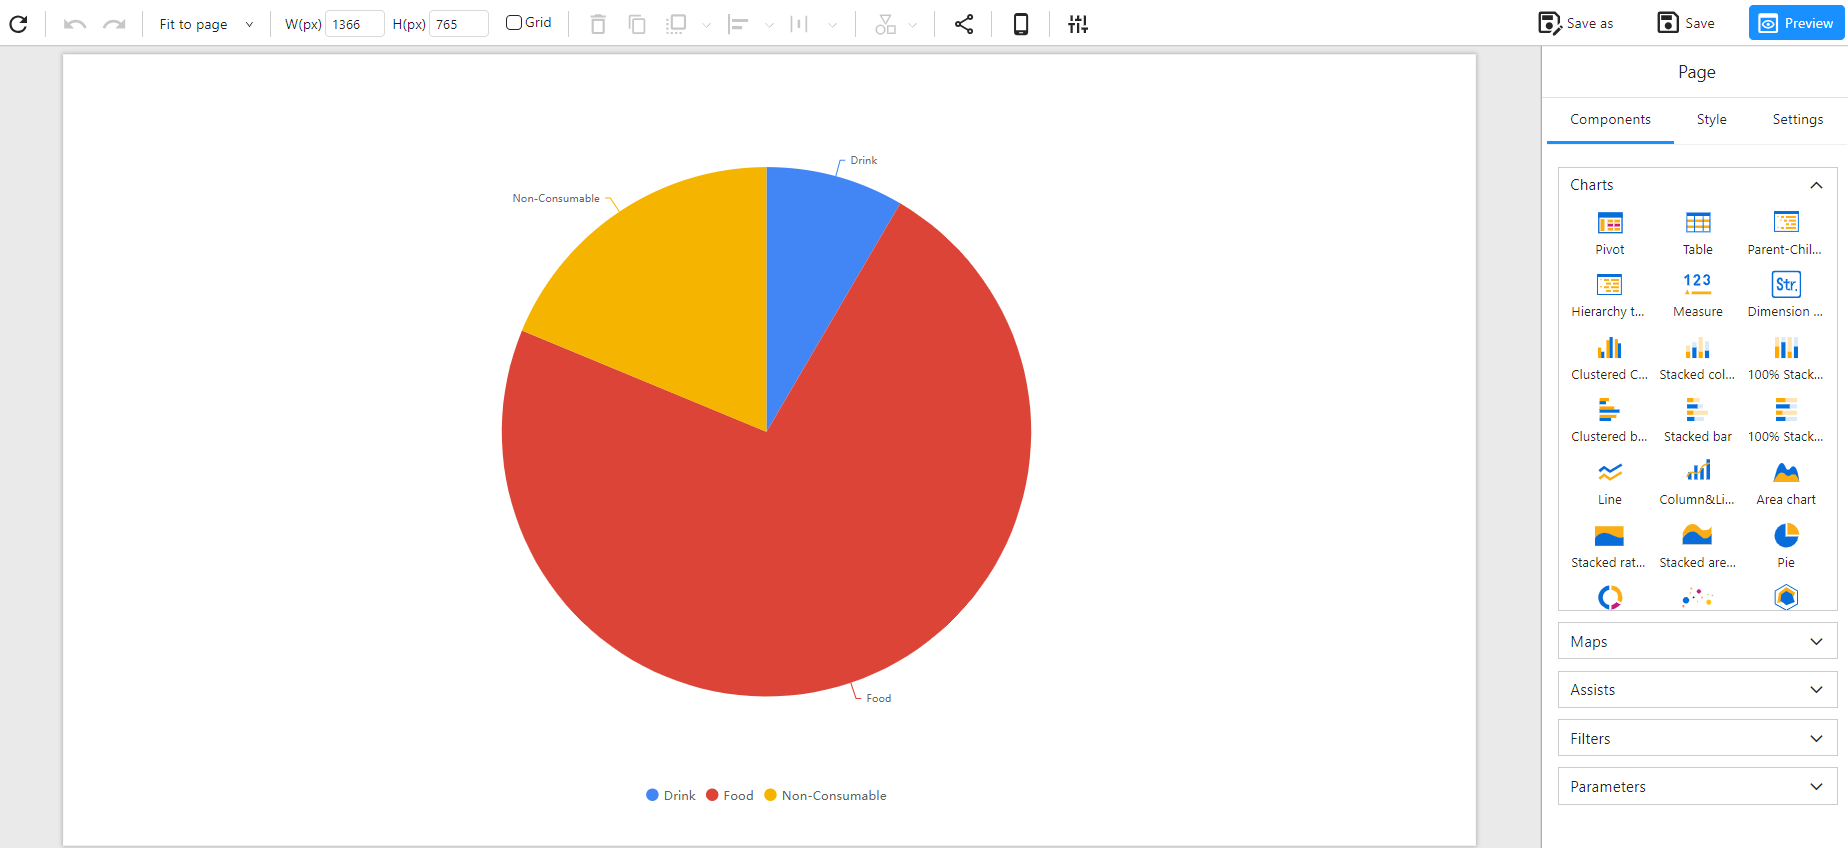 Fit to page W(px) 1366 H(px) 765 Grid Save as Save Preview
Page
Components Style Settings
Drink
Non-Consumable
Food
Drink Food Non-Consumable
Charts
Pivot Table Parent-Chil...
123 Str.
Hierarchy t... Measure Dimension ...
Clustered C... Stacked col... 100% Stack...
Clustered b... Stacked bar 100% Stack...
Line Column&Li... Area chart
Stacked rat... Stacked are... Pie
Maps
Assists
Filters
Parameters